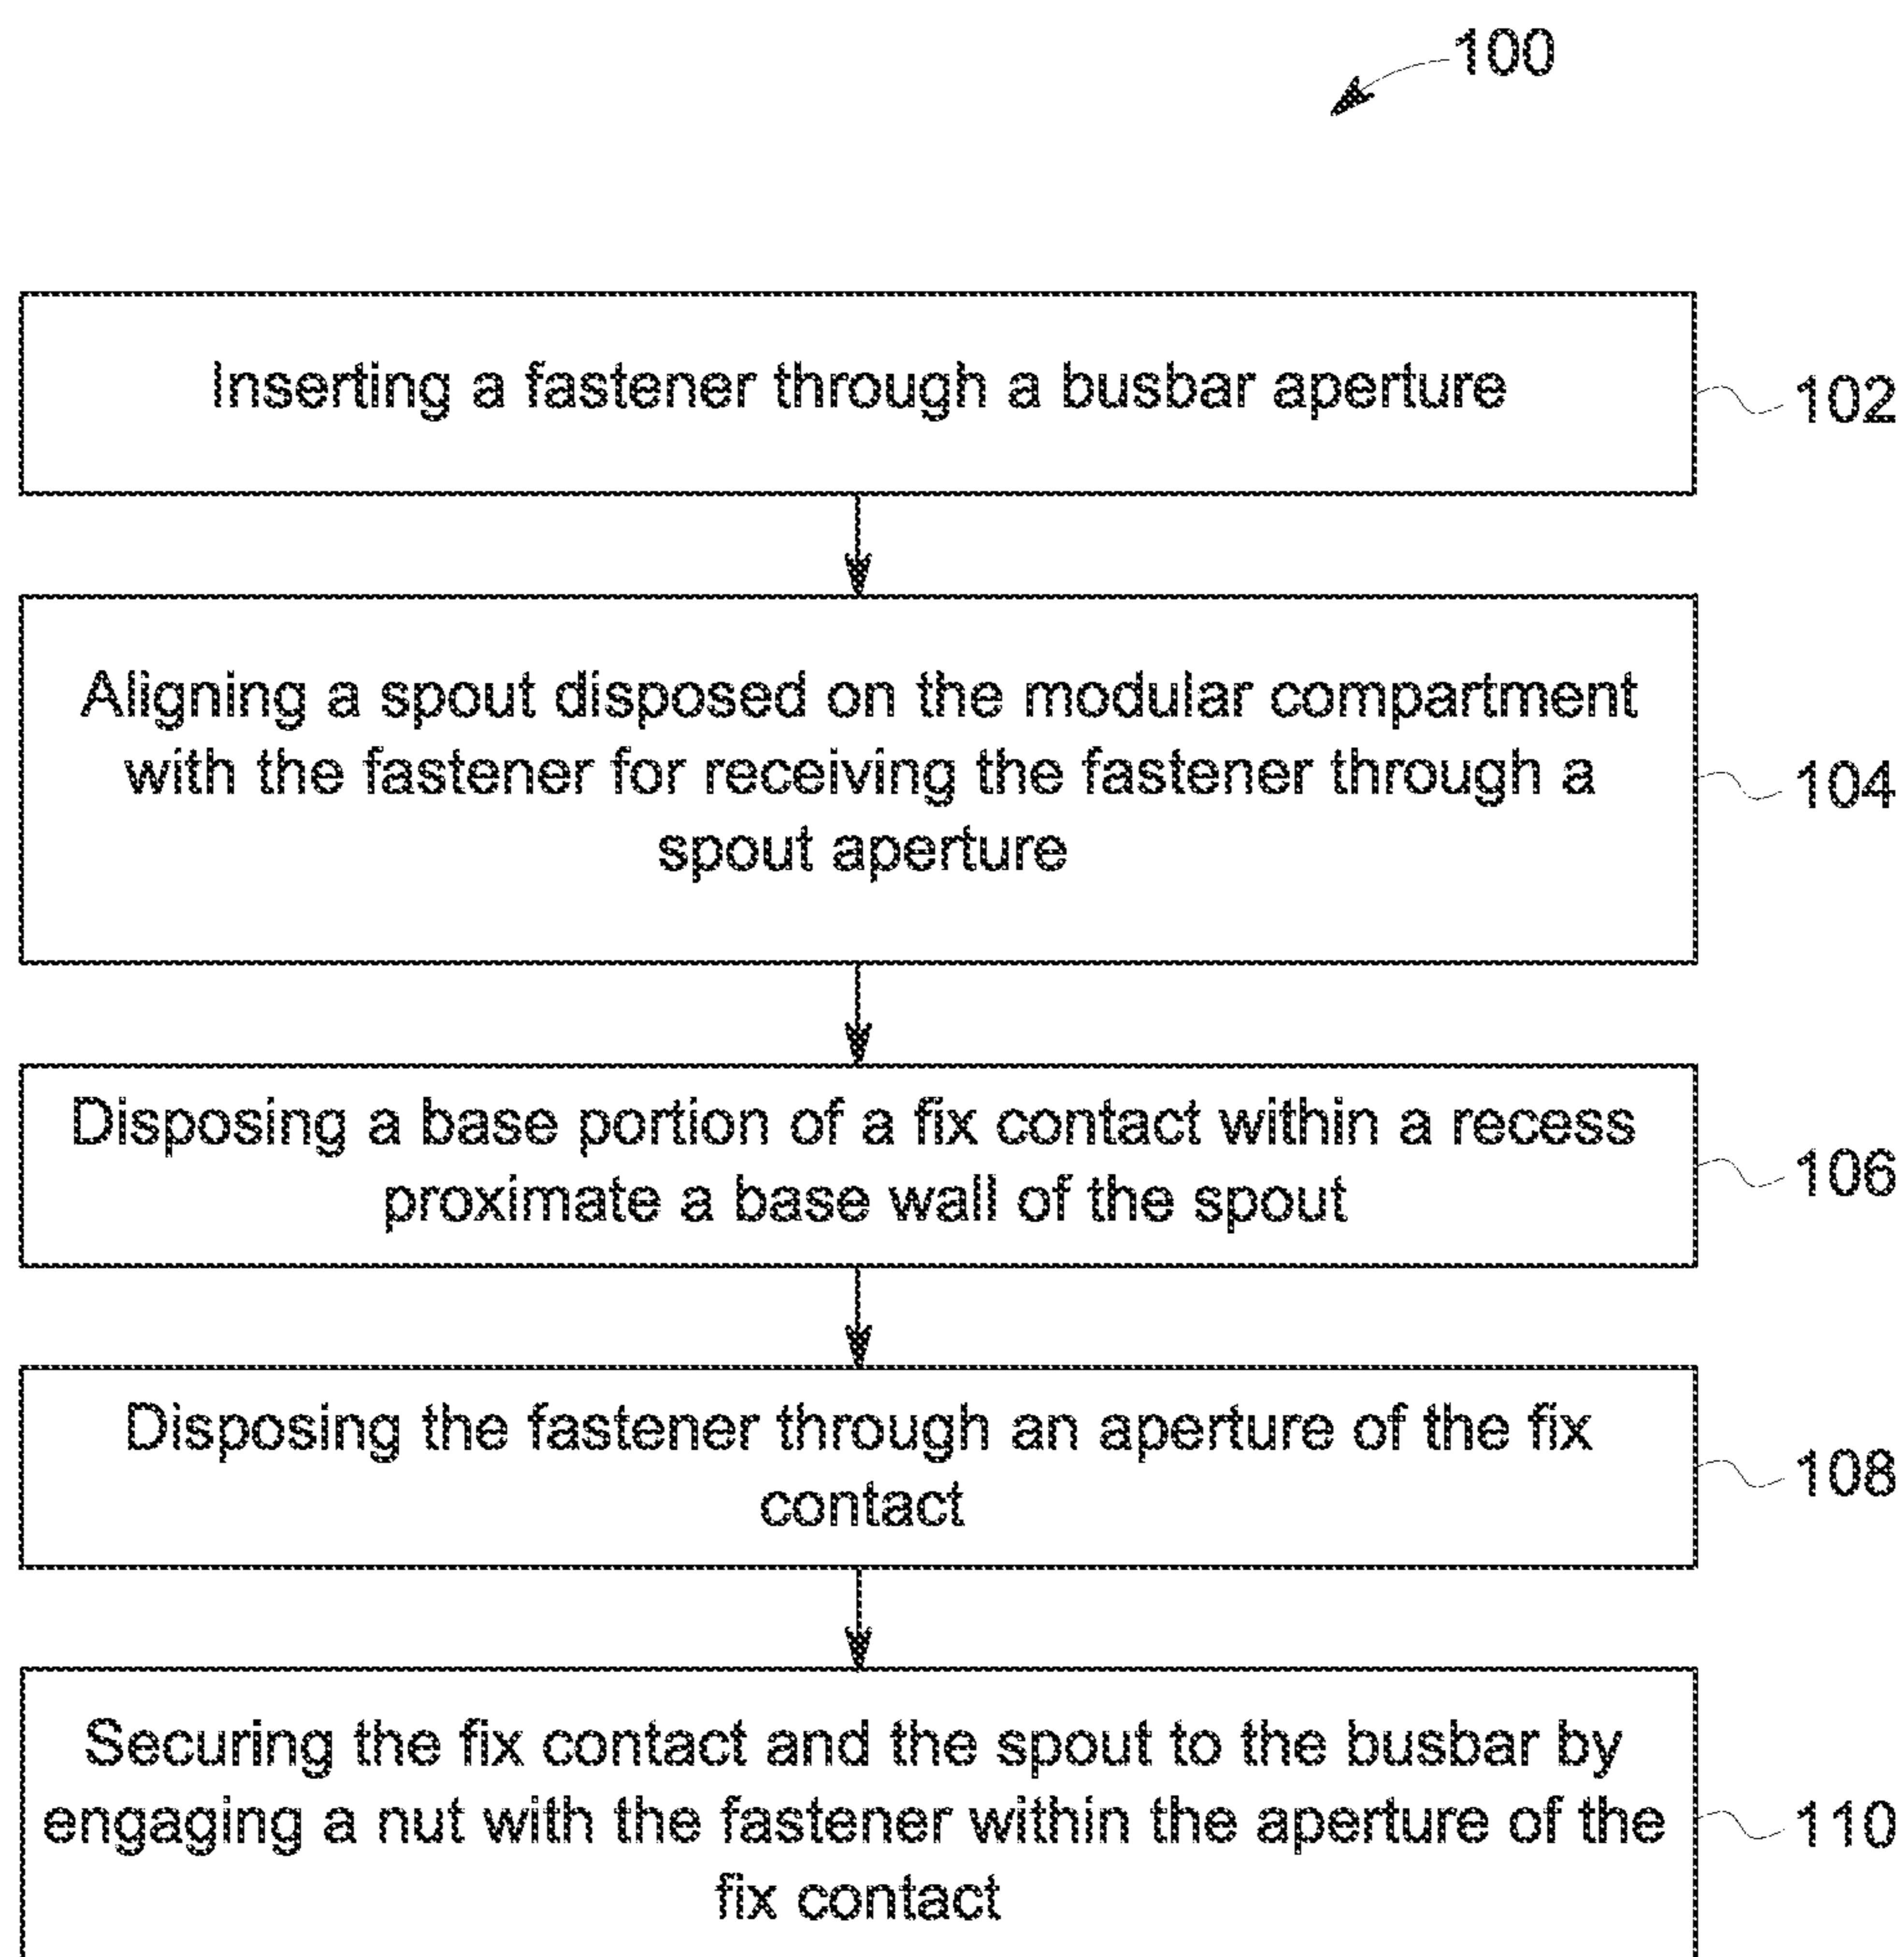 100
Inserting a fastener through a busbar aperture
102
Aligning a spout disposed on the modular compartment
with the fastener for receiving the fastener through a
spout aperture
104
Disposing a base portion of a fix contact within a recess
proximate a base wall of the spout
106
Disposing the fastener through an aperture of the fix
contact
108
Securing the fix contact and the spout to the busbar by
engaging a nut with the fastener within the aperture of the
fix contact
110